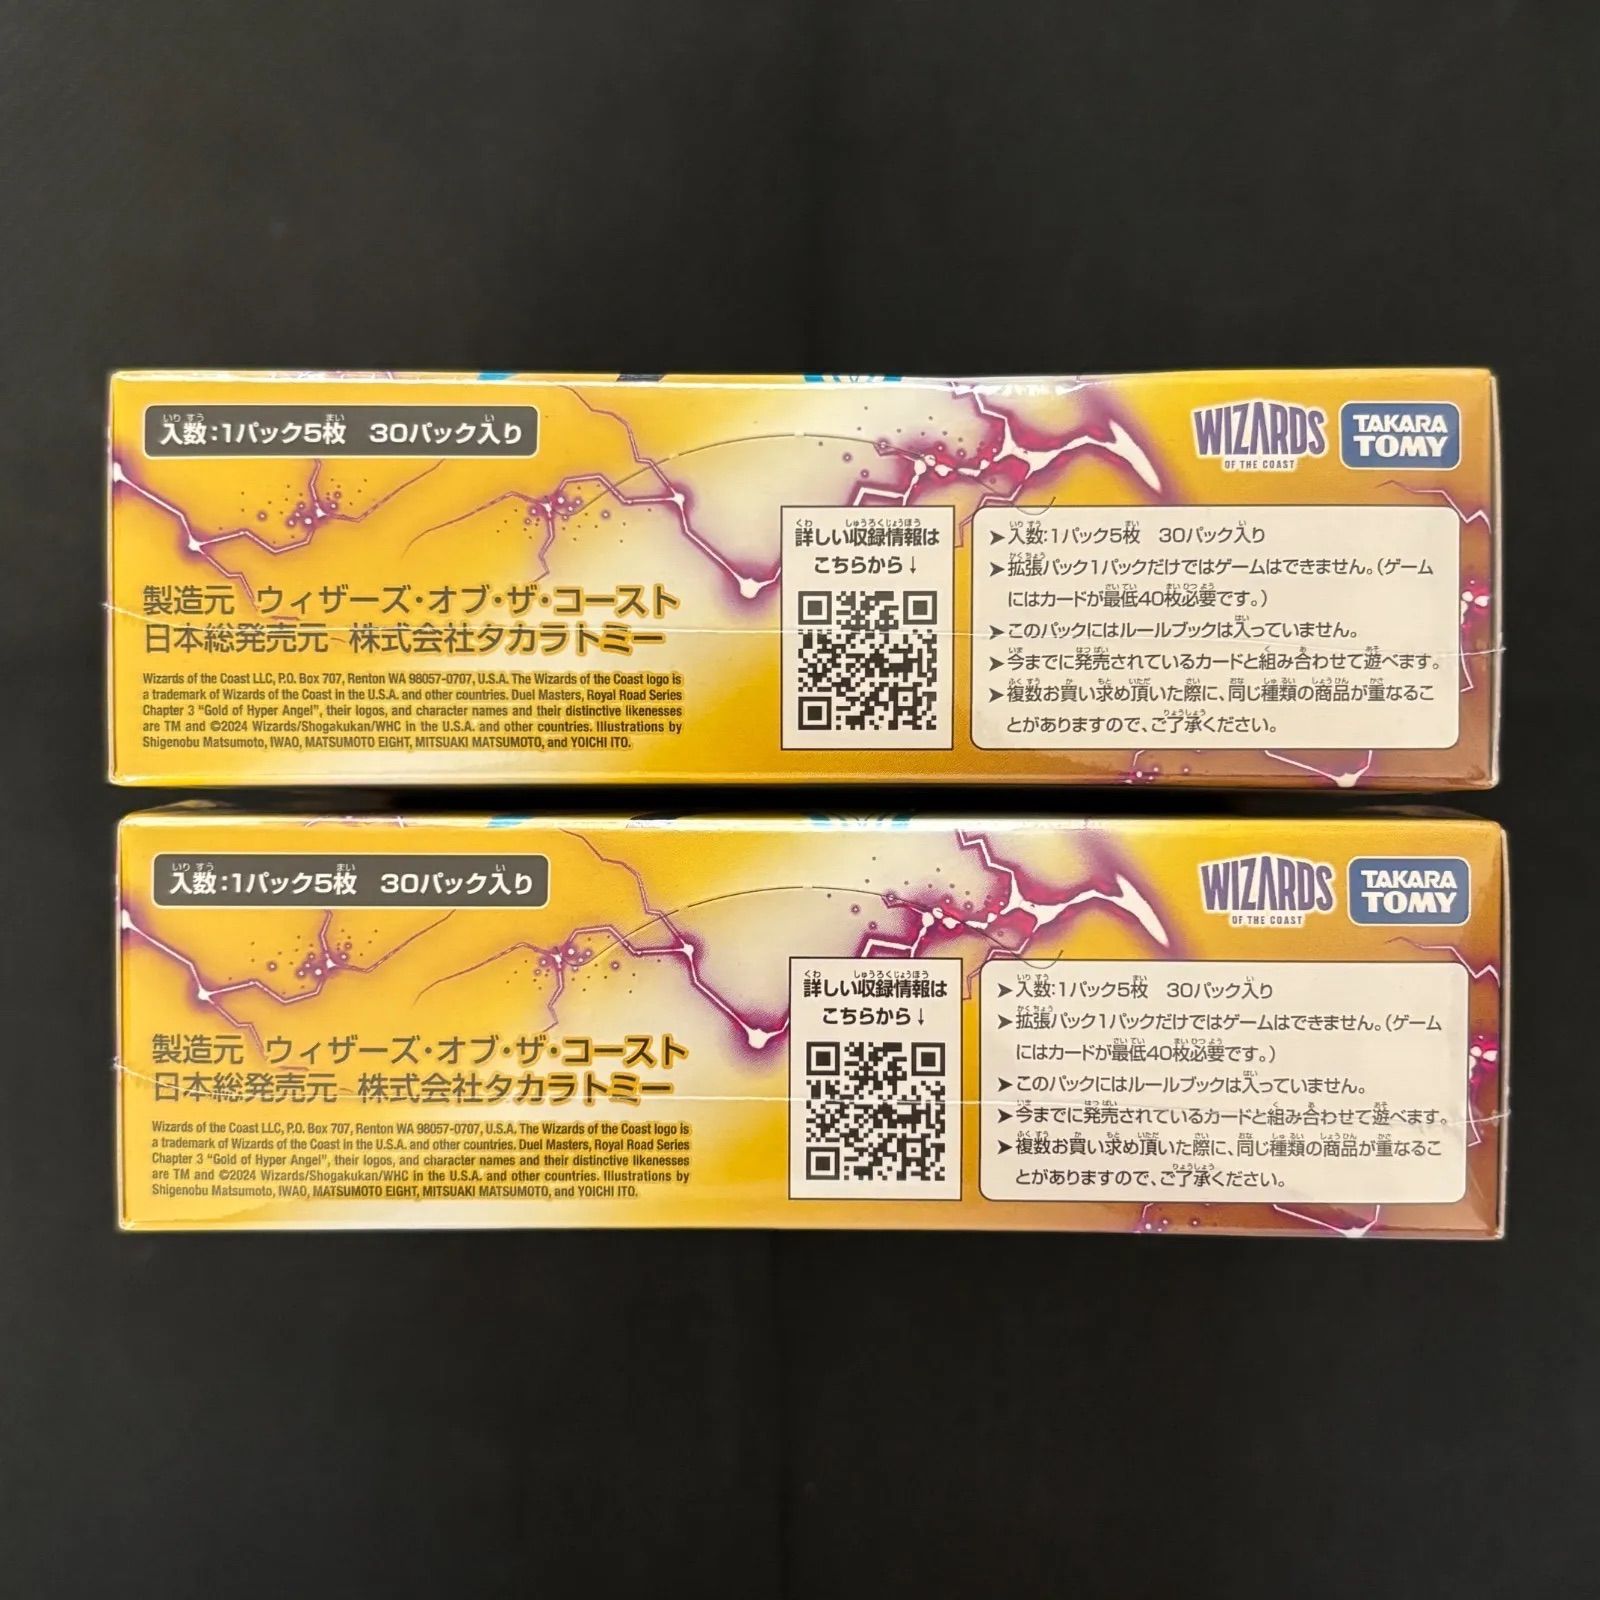 入数:1パック5枚　30パック入り
WIZARDS
OF THE COAST
TAKARA
TOMY
詳しい収録情報は
こちらから↓
➤入数:1パック5枚　30パック入り
➤拡張パック1パックだけではゲームはできません。(ゲーム
にはカードが最低40枚必要です。)
➤このパックにはルールブックは入っていません。
➤今までに発売されているカードと組み合わせて遊べます。
➤複数お買い求め頂いた際に、同じ種類の商品が重なるこ
とがありますので、ご了承ください。
製造元　ウィザーズ・オブ・ザ・コースト
日本総発売元　株式会社タカラトミー
Wizards of the Coast LLC, P.O. Box 707, Renton WA 98057-0707, U.S.A. The Wizards of the Coast logo is
a trademark of Wizards of the Coast in the U.S.A. and other countries. Duel Masters, Royal Road Series
Chapter 3 “Gold of Hyper Angel”, their logos, and character names and their distinctive likenesses
are TM and ©2024 Wizards/Shogakukan/WHC in the U.S.A. and other countries. Illustrations by
Shigenobu Matsumoto, IWAO, MATSUMOTO EIGHT, MITSUAKI MATSUMOTO, and YOICHI ITO.
入数:1パック5枚　30パック入り
WIZARDS
OF THE COAST
TAKARA
TOMY
詳しい収録情報は
こちらから↓
➤入数:1パック5枚　30パック入り
➤拡張パック1パックだけではゲームはできません。(ゲーム
にはカードが最低40枚必要です。)
➤このパックにはルールブックは入っていません。
➤今までに発売されているカードと組み合わせて遊べます。
➤複数お買い求め頂いた際に、同じ種類の商品が重なるこ
とがありますので、ご了承ください。
製造元　ウィザーズ・オブ・ザ・コースト
日本総発売元　株式会社タカラトミー
Wizards of the Coast LLC, P.O. Box 707, Renton WA 98057-0707, U.S.A. The Wizards of the Coast logo is
a trademark of Wizards of the Coast in the U.S.A. and other countries. Duel Masters, Royal Road Series
Chapter 3 “Gold of Hyper Angel”, their logos, and character names and their distinctive likenesses
are TM and ©2024 Wizards/Shogakukan/WHC in the U.S.A. and other countries. Illustrations by
Shigenobu Matsumoto, IWAO, MATSUMOTO EIGHT, MITSUAKI MATSUMOTO, and YOICHI ITO.